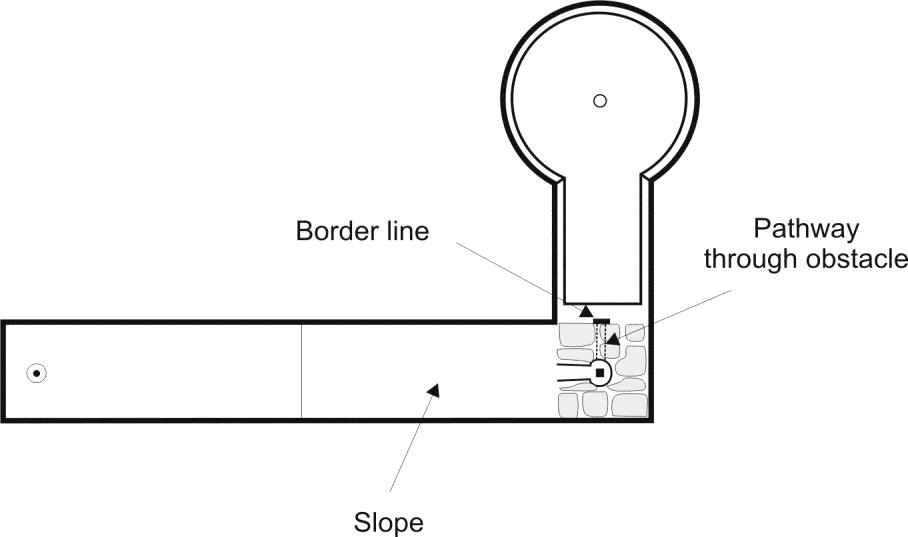 Border line
Pathway
through obstacle
Slope